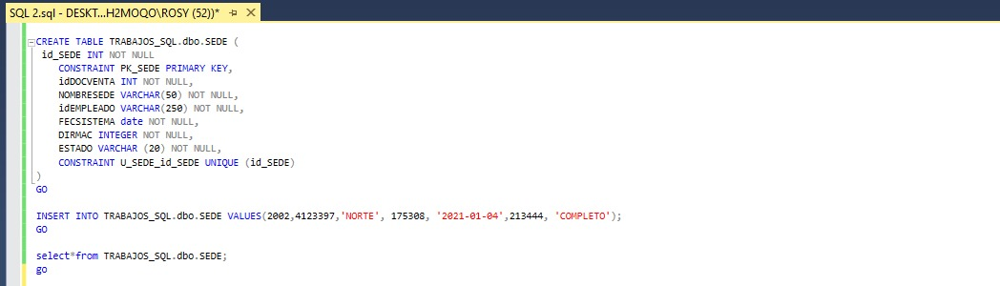 SQL 2.sql - DESKT...H2MOQO\ROSY (52))*
CREATE TABLE TRABAJOS_SQL.dbo.SEDE (
id_SEDE INT NOT NULL
CONSTRAINT PK_SEDE PRIMARY KEY,
idDOCVENTA INT NOT NULL,
NOMBRESEDE VARCHAR(50) NOT NULL,
idEMPLEADO VARCHAR(250) NOT NULL,
FECSISTEMA date NOT NULL,
DIRMAC INTEGER NOT NULL,
ESTADO VARCHAR (20) NOT NULL,
CONSTRAINT U_SEDE_id_SEDE UNIQUE (id_SEDE)
)
GO
INSERT INTO TRABAJOS_SQL.dbo.SEDE VALUES(2002,4123397,'NORTE', 175308, '2021-01-04',213444, 'COMPLETO');
GO
select*from TRABAJOS_SQL.dbo.SEDE;
go